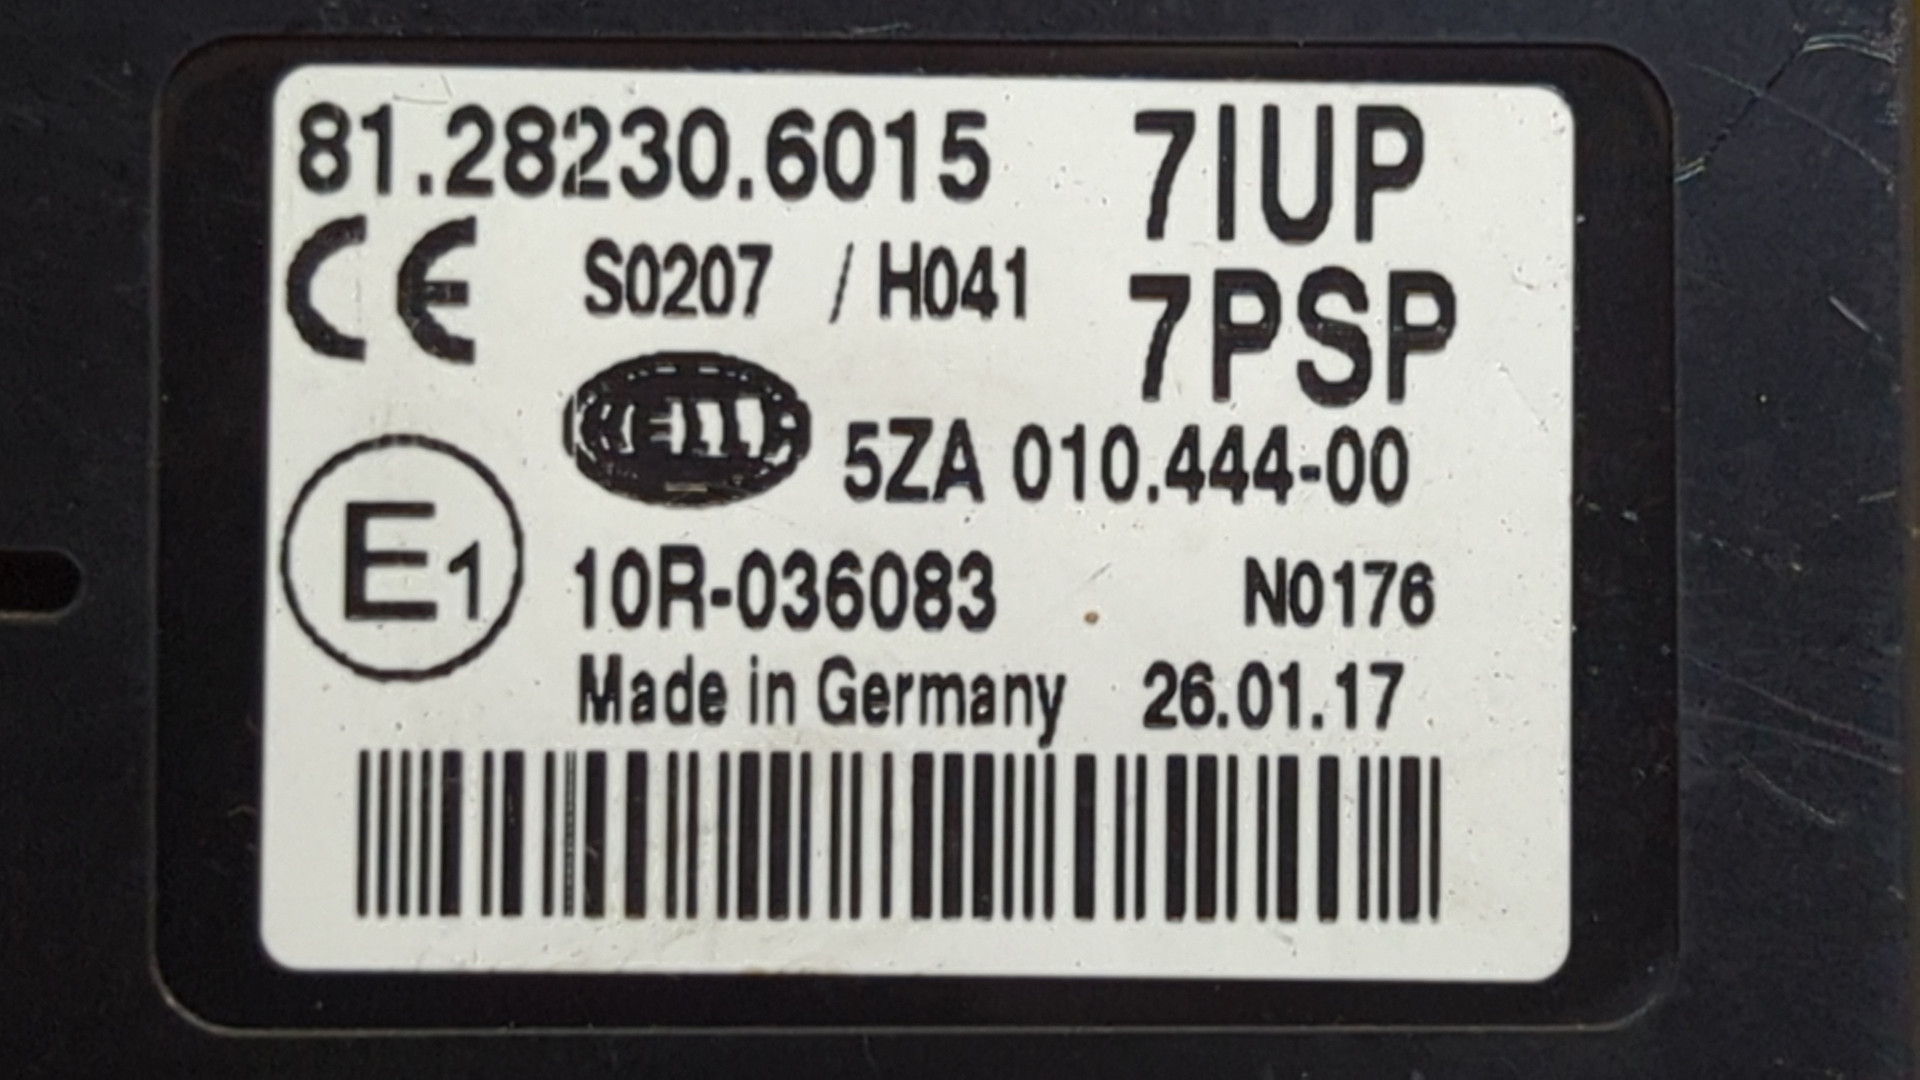 81.28230.6015 7IUP
CE S0207 / H041 7PSP
HELLA 5ZA 010.444-00
E1 10R-036083 N0176
Made in Germany 26.01.17